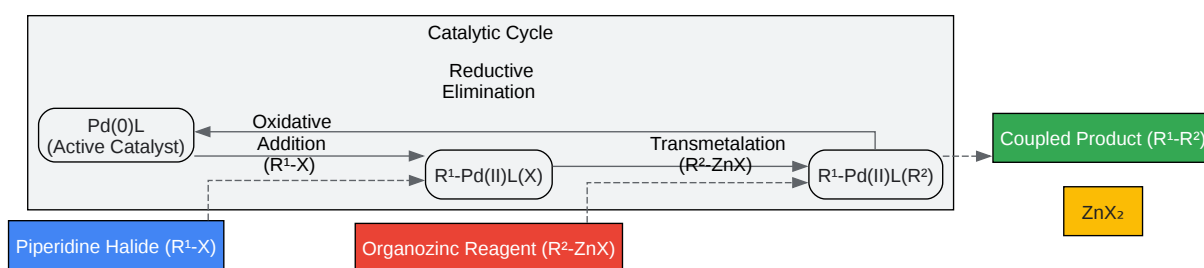 Catalytic Cycle
Reductive
Elimination
Pd(0)L
(Active Catalyst)
Oxidative
Addition
(R¹-X)
R¹-Pd(II)L(X)
Transmetalation
(R²-ZnX)
R¹-Pd(II)L(R²)
Coupled Product (R¹-R²)
ZnX₂
Piperidine Halide (R¹-X)
Organozinc Reagent (R²-ZnX)